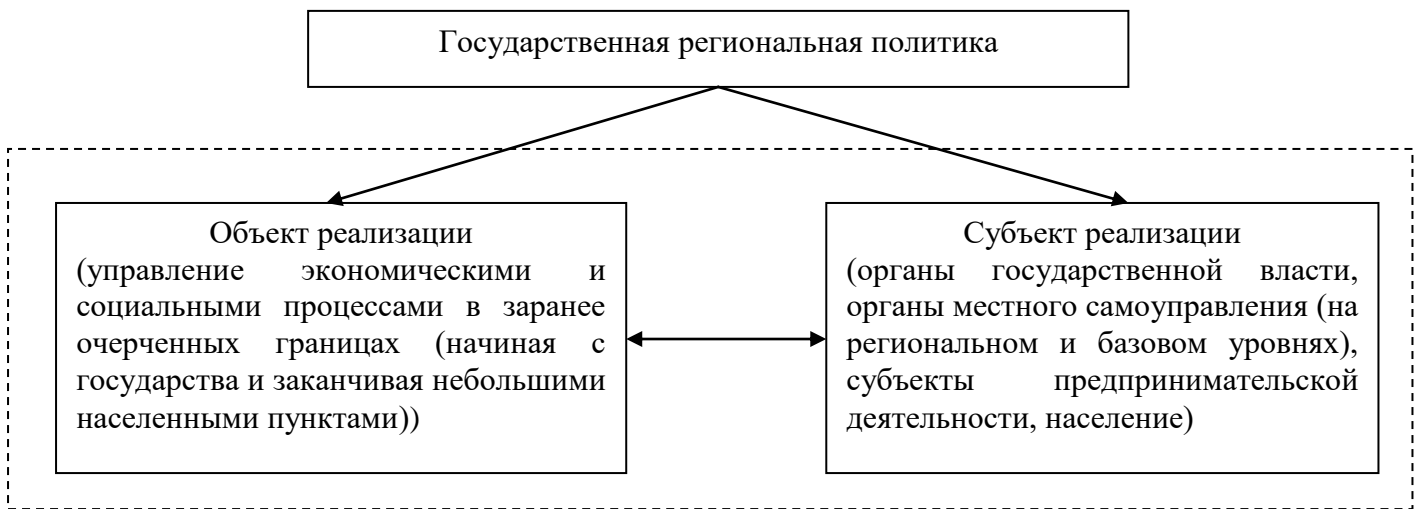 Государственная региональная политика
Объект реализации
(управление экономическими и
социальными процессами в заранее
очерченных границах (начиная с
государства и заканчивая небольшими
населенными пунктами))
Субъект реализации
(органы государственной власти,
органы местного самоуправления (на
региональном и базовом уровнях),
субъекты предпринимательской
деятельности, население)